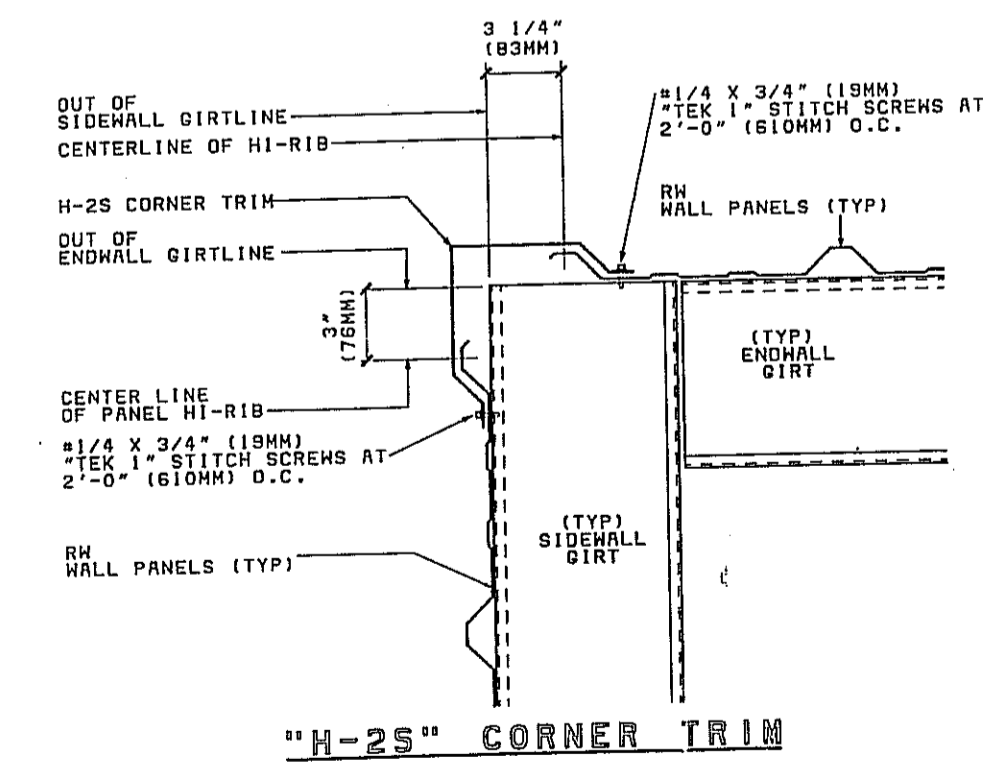 3 1/4"
(83MM)
OUT OF
SIDEWALL GIRTLINE
CENTERLINE OF HI-RIB
#1/4 X 3/4" (19MM)
"TEK 1" STITCH SCREWS AT
2'-0" (610MM) O.C.
H-2S CORNER TRIM
RW
WALL PANELS (TYP)
OUT OF
ENDWALL GIRTLINE
3"
(76MM)
(TYP)
ENDWALL
GIRT
CENTER LINE
OF PANEL HI-RIB
#1/4 X 3/4" (19MM)
"TEK 1" STITCH SCREWS AT
2'-0" (610MM) O.C.
(TYP)
SIDEWALL
GIRT
RW
WALL PANELS (TYP)
"H-2S" CORNER TRIM